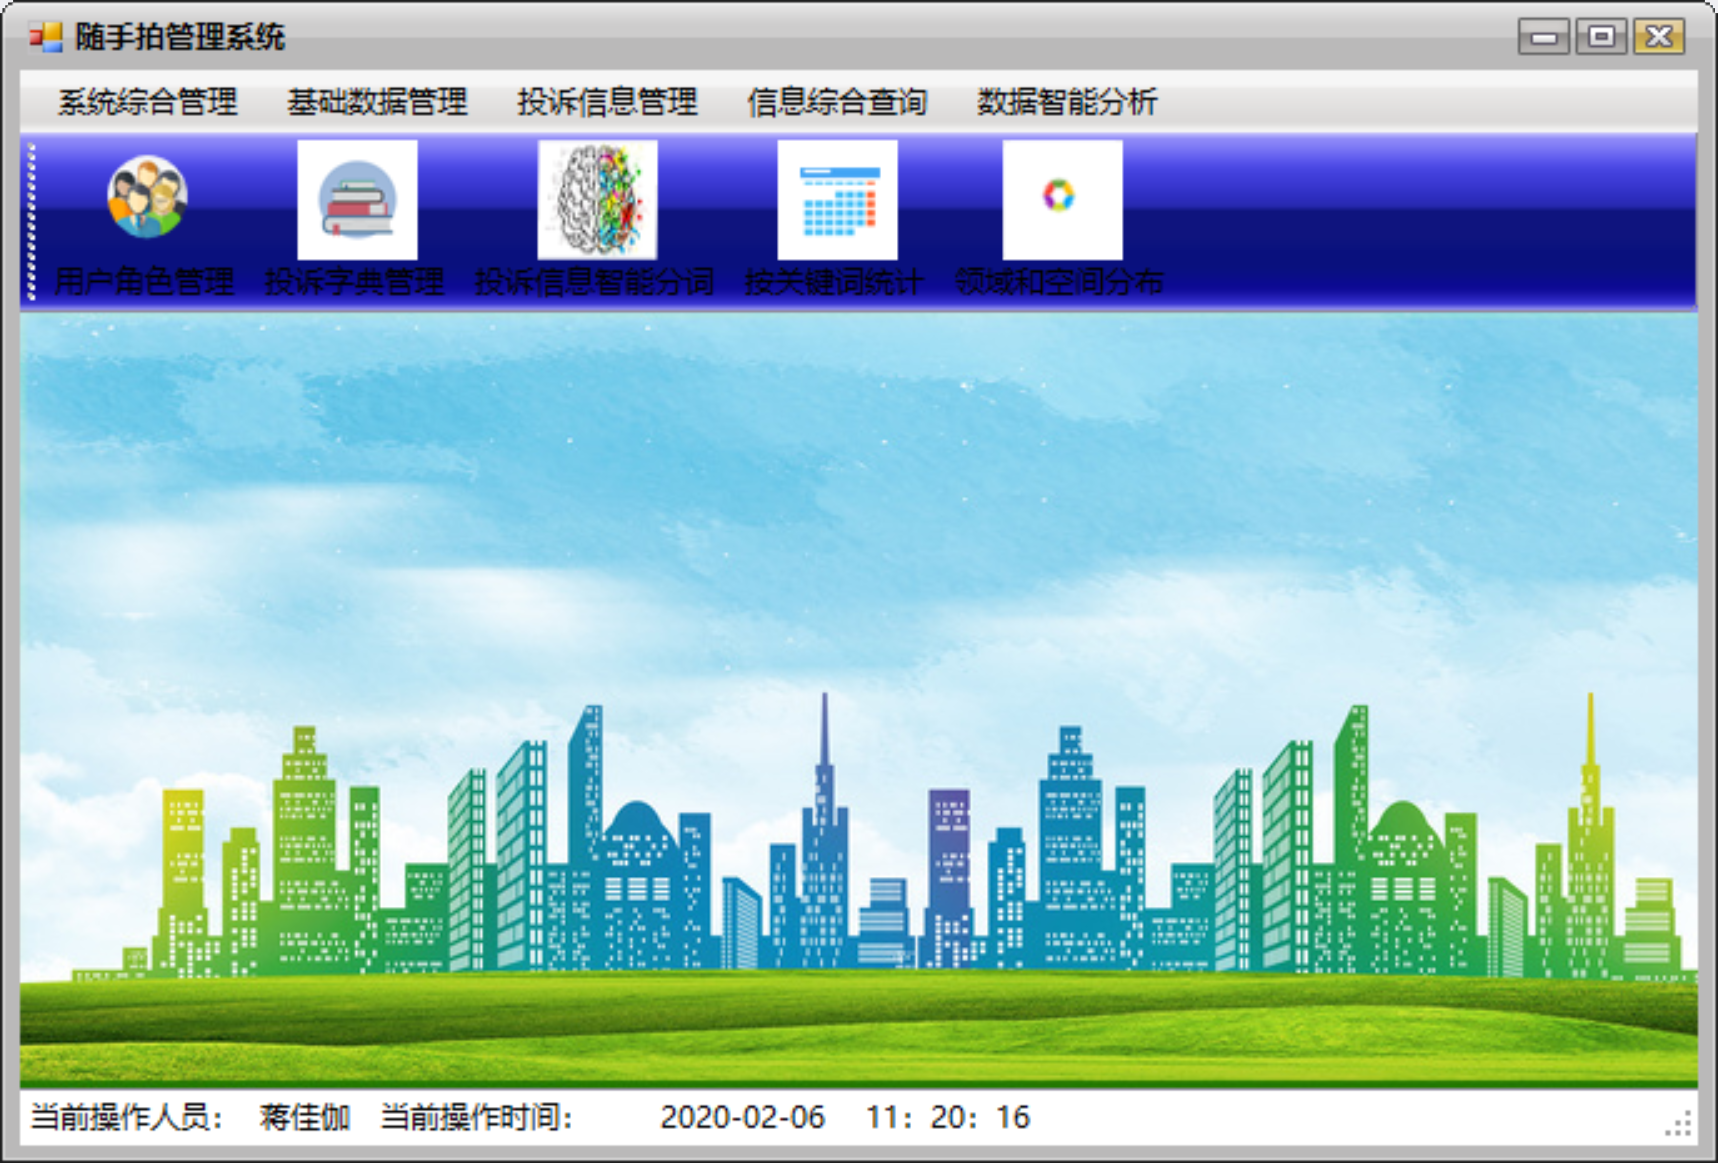 随手拍管理系统
系统综合管理 基础数据管理 投诉信息管理 信息综合查询 数据智能分析
用户角色管理 投诉字典管理 投诉信息智能分词 按关键词统计 领域和空间分布
当前操作人员： 蒋佳伽 当前操作时间： 2020-02-06 11：20：16